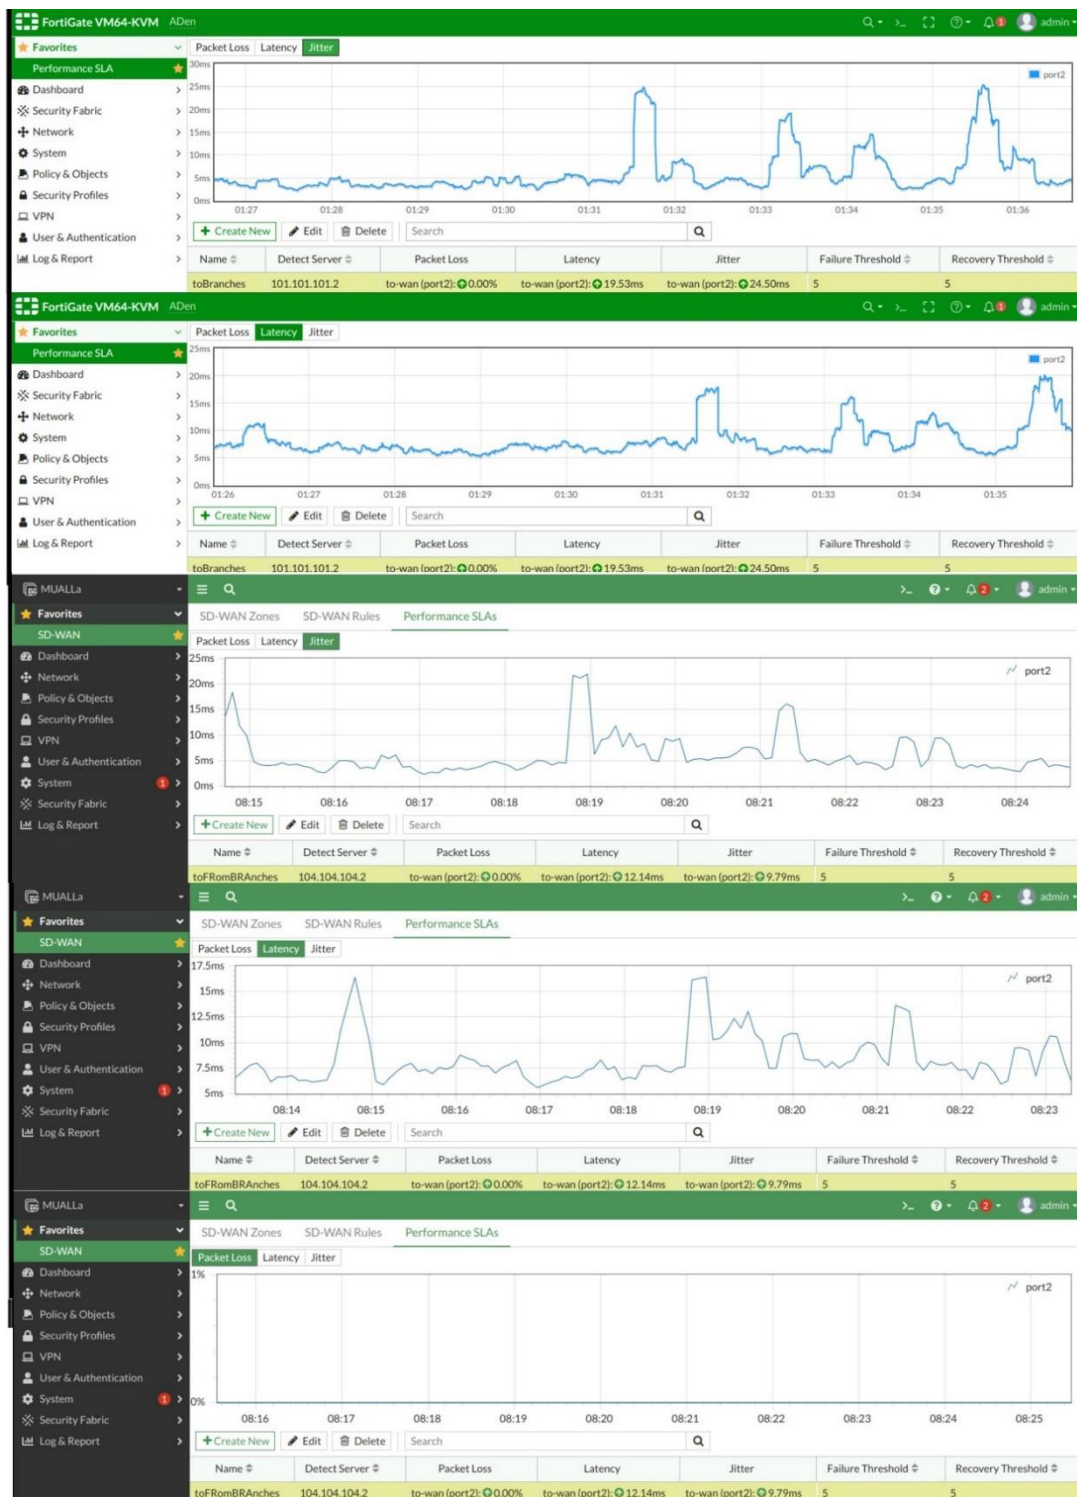 FortiGate VM64-KVM ADen admin
Favorites
Performance SLA
Dashboard
Security Fabric
Network
System
Policy & Objects
Security Profiles
VPN
User & Authentication
Log & Report
Packet Loss Latency Jitter
30ms
port2
25ms
20ms
15ms
10ms
5ms
0ms
01:27 01:28 01:29 01:30 01:31 01:32 01:33 01:34 01:35 01:36
+ Create New Edit Delete Search
Name Detect Server Packet Loss Latency Jitter Failure Threshold Recovery Threshold
toBranches 101.101.101.2 to-wan (port2): 0.00% to-wan (port2): 19.53ms to-wan (port2): 24.50ms 5 5
FortiGate VM64-KVM ADen admin
Favorites
Performance SLA
Dashboard
Security Fabric
Network
System
Policy & Objects
Security Profiles
VPN
User & Authentication
Log & Report
Packet Loss Latency Jitter
25ms
port2
20ms
15ms
10ms
5ms
0ms
01:26 01:27 01:28 01:29 01:30 01:31 01:32 01:33 01:34 01:35
+ Create New Edit Delete Search
Name Detect Server Packet Loss Latency Jitter Failure Threshold Recovery Threshold
toBranches 101.101.101.2 to-wan (port2): 0.00% to-wan (port2): 19.53ms to-wan (port2): 24.50ms 5 5
MUALLa 2 admin
Favorites
SD-WAN
Dashboard
Network
Policy & Objects
Security Profiles
VPN
User & Authentication
System 1
Security Fabric
Log & Report
SD-WAN Zones SD-WAN Rules Performance SLAs
Packet Loss Latency Jitter
25ms
port2
20ms
15ms
10ms
5ms
0ms
08:15 08:16 08:17 08:18 08:19 08:20 08:21 08:22 08:23 08:24
+Create New Edit Delete Search
Name Detect Server Packet Loss Latency Jitter Failure Threshold Recovery Threshold
toFRomBRAnches 104.104.104.2 to-wan (port2): 0.00% to-wan (port2): 12.14ms to-wan (port2): 9.79ms 5 5
MUALLa 2 admin
Favorites
SD-WAN
Dashboard
Network
Policy & Objects
Security Profiles
VPN
User & Authentication
System 1
Security Fabric
Log & Report
SD-WAN Zones SD-WAN Rules Performance SLAs
Packet Loss Latency Jitter
17.5ms
port2
15ms
12.5ms
10ms
7.5ms
5ms
08:14 08:15 08:16 08:17 08:18 08:19 08:20 08:21 08:22 08:23
+Create New Edit Delete Search
Name Detect Server Packet Loss Latency Jitter Failure Threshold Recovery Threshold
toFRomBRAnches 104.104.104.2 to-wan (port2): 0.00% to-wan (port2): 12.14ms to-wan (port2): 9.79ms 5 5
MUALLa 2 admin
Favorites
SD-WAN
Dashboard
Network
Policy & Objects
Security Profiles
VPN
User & Authentication
System 1
Security Fabric
Log & Report
SD-WAN Zones SD-WAN Rules Performance SLAs
Packet Loss Latency Jitter
1%
port2
0%
08:16 08:17 08:18 08:19 08:20 08:21 08:22 08:23 08:24 08:25
+Create New Edit Delete Search
Name Detect Server Packet Loss Latency Jitter Failure Threshold Recovery Threshold
toFRomBRAnches 104.104.104.2 to-wan (port2): 0.00% to-wan (port2): 12.14ms to-wan (port2): 9.79ms 5 5